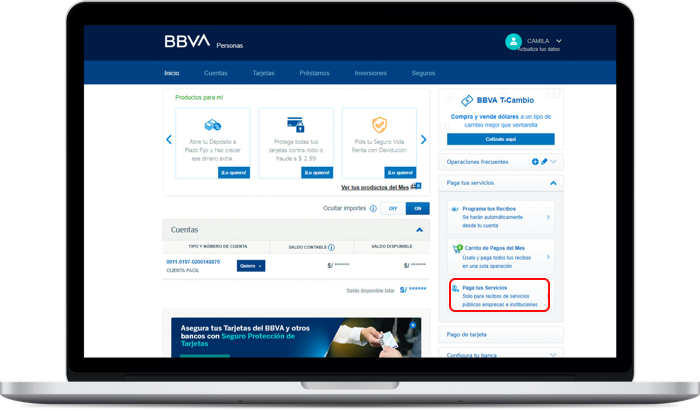 BBVA Personas
CAMILA
Actualiza tus datos
Inicio Cuentas Tarjetas Préstamos Inversiones Seguros
Productos para mí
Abre tu Depósito a
Plazo Fijo y haz crecer
ese dinero extra.
¡Lo quiero!
Protege todas tus
tarjetas contra robo o
fraude a $ 2.99
¡Lo quiero!
Pide tu Seguro Vida
Renta con Devolución
¡Lo quiero!
Ver tus productos del Mes
Ocultar importes OFF ON
Cuentas
TIPO Y NÚMERO DE CUENTA SALDO CONTABLE SALDO DISPONIBLE
0011-0197-0200145570
CUENTA FACIL
Quiero
S/ ******
S/ ******
Saldo disponible total S/ ******
Asegura tus Tarjetas del BBVA y otros
bancos con Seguro Protección de
Tarjetas
BBVA T-Cambio
Compra y vende dólares a un tipo de
cambio mejor que ventanilla
Cotízalo aquí
Operaciones frecuentes
Paga tus servicios
Programa tus Recibos
Se harán automáticamente
desde tu cuenta
Carrito de Pagos del Mes
Úsalo y paga todos tus recibos
en una sola operación
Paga tus Servicios
Solo para recibos de servicios
públicos empresas e instituciones
Pago de tarjeta
Configura tu banca